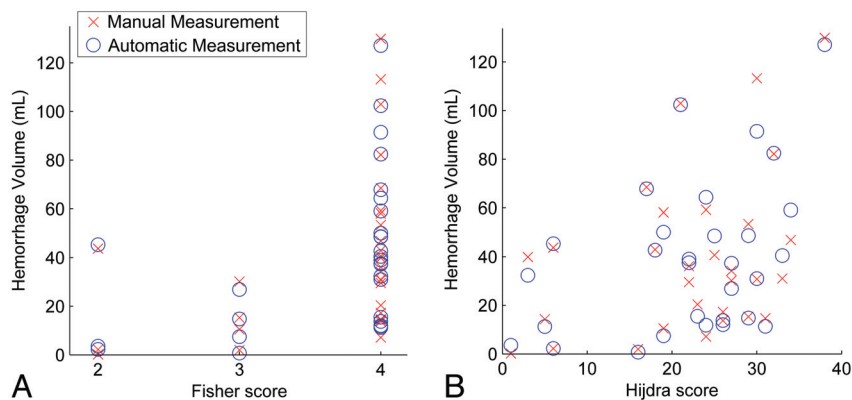 × Manual Measurement
○ Automatic Measurement
Hemorrhage Volume (mL)
120
100
80
60
40
20
0
2
3
4
Fisher score
A
Hemorrhage Volume (mL)
120
100
80
60
40
20
0
0
10
20
30
40
Hijdra score
B